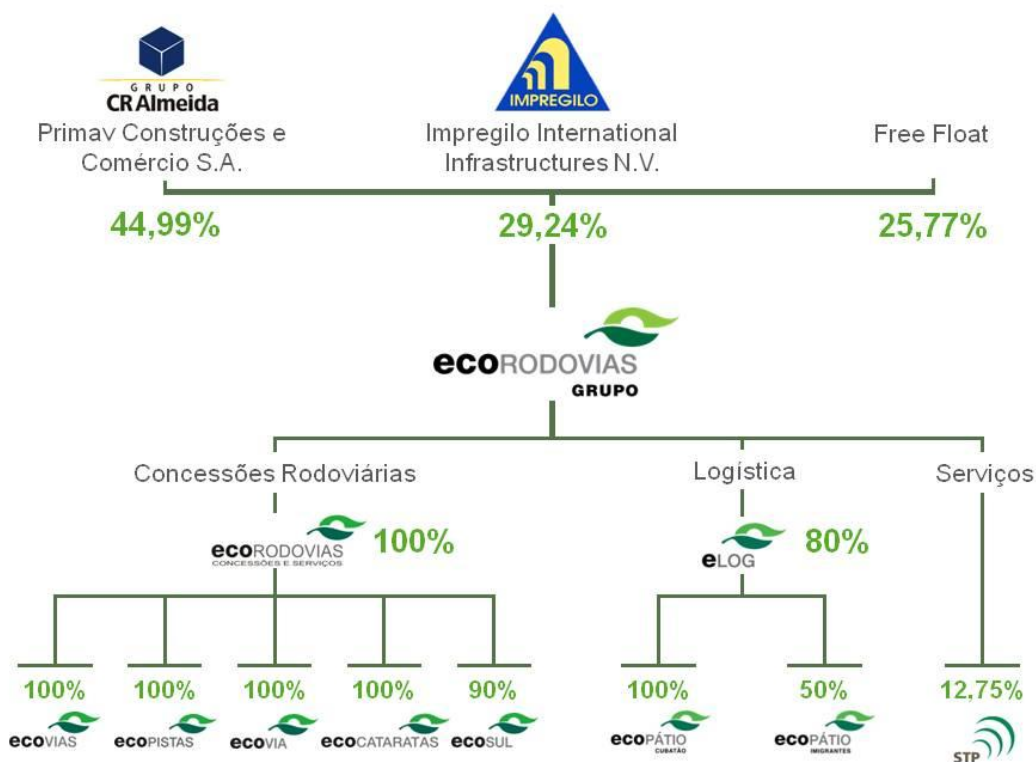 GRUPO
CR Almeida
Primav Construções e
Comércio S.A.
IMPREGILO
Impregilo International
Infrastructures N.V.
Free Float
44,99%
29,24%
25,77%
ecoRODOVIAS
GRUPO
Concessões Rodoviárias
Logística
Serviços
ecoRODOVIAS
CONCESSÕES E SERVIÇOS
100%
eLOG
80%
100%
100%
100%
100%
90%
100%
50%
12,75%
ecoVIAS
ecoPISTAS
ecoVIA
ecoCATARATAS
ecoSUL
ecoPÁTIO
CUBATÃO
ecoPÁTIO
IMIGRANTES
STP